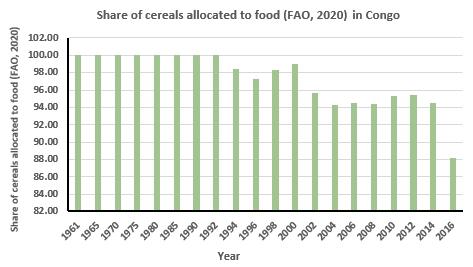 Share of cereals allocated to food (FAO, 2020) in Congo
Share of cereals allocated to food (FAO, 2020)
102.00
100.00
98.00
96.00
94.00
92.00
90.00
88.00
86.00
84.00
82.00
1961 1965 1970 1975 1980 1985 1990 1992 1994 1996 1998 2000 2002 2004 2006 2008 2010 2012 2014 2016
Year